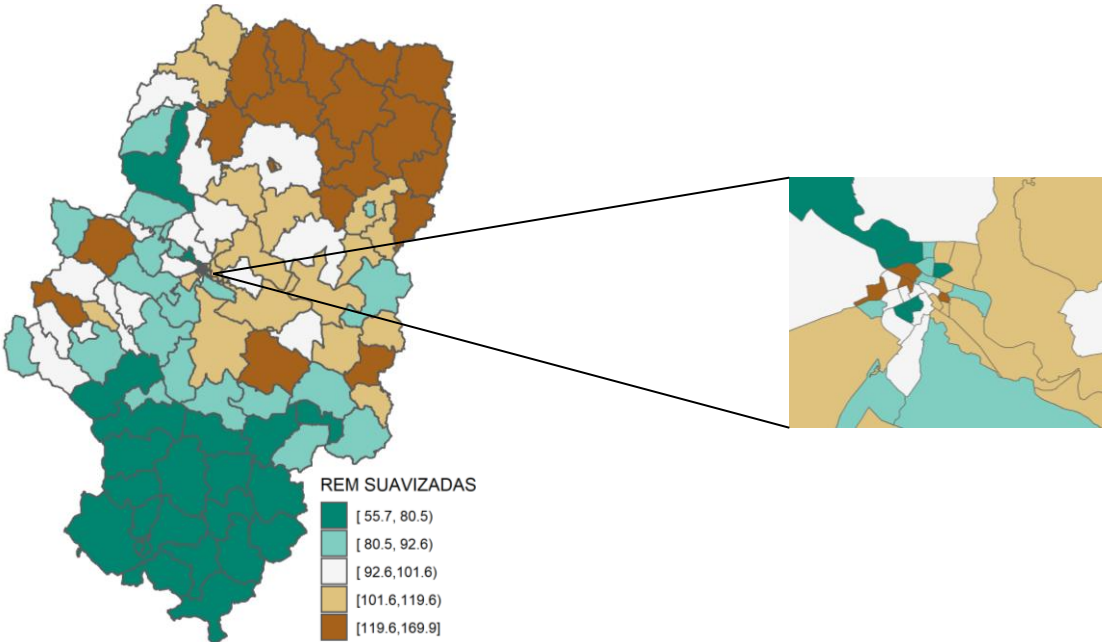 REM SUAVIZADAS
[ 55.7, 80.5)
[ 80.5, 92.6)
[ 92.6,101.6)
[101.6,119.6)
[119.6,169.9]